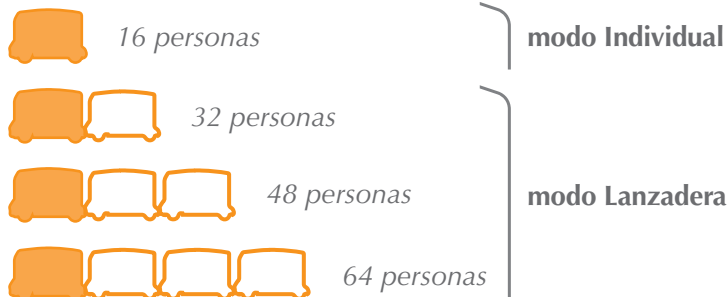 16 personas
modo Individual
32 personas
48 personas
modo Lanzadera
64 personas